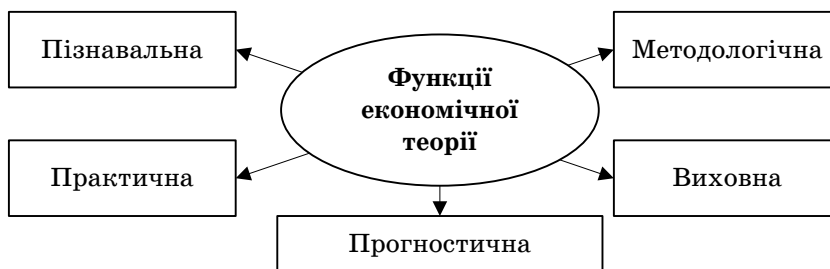 Пізнавальна
Методологічна
Функції
економічної
теорії
Практична
Виховна
Прогностична